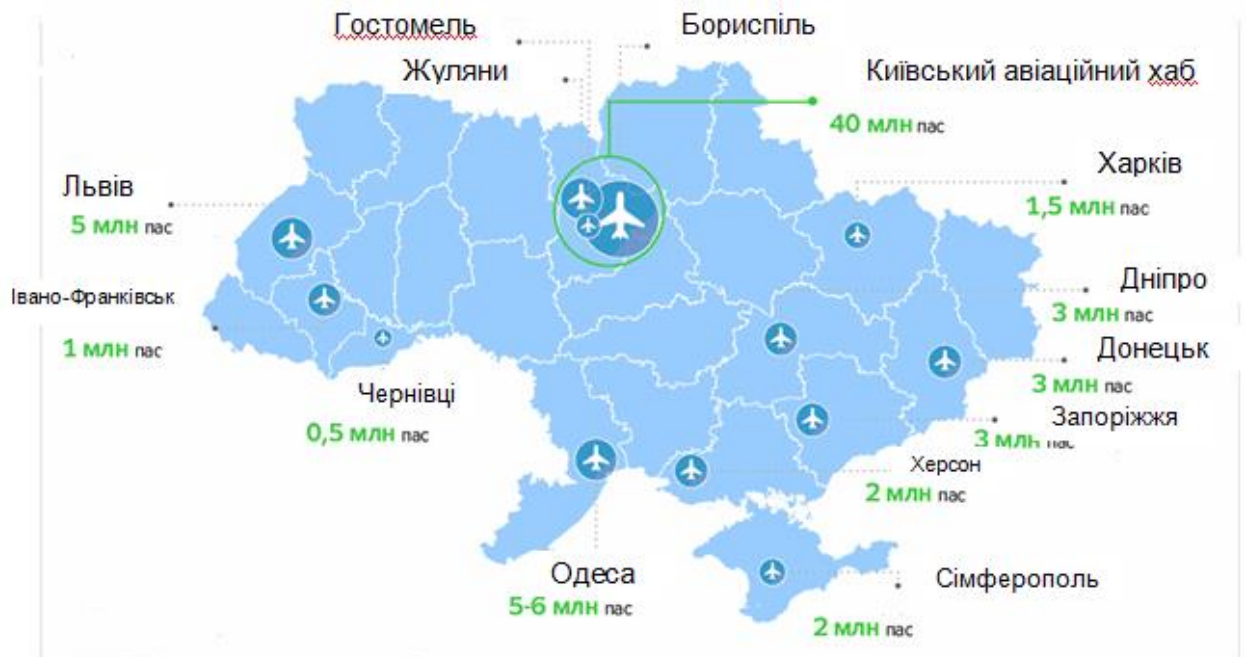 Гостомель
Бориспіль
Жуляни
Київський авіаційний хаб
40 млн пас
Харків
1,5 млн пас
Львів
5 млн пас
Дніпро
3 млн пас
Івано-Франківськ
1 млн пас
Донецьк
3 млн пас
Чернівці
0,5 млн пас
Запоріжжя
3 млн пас
Херсон
2 млн пас
Одеса
5-6 млн пас
Сімферополь
2 млн пас